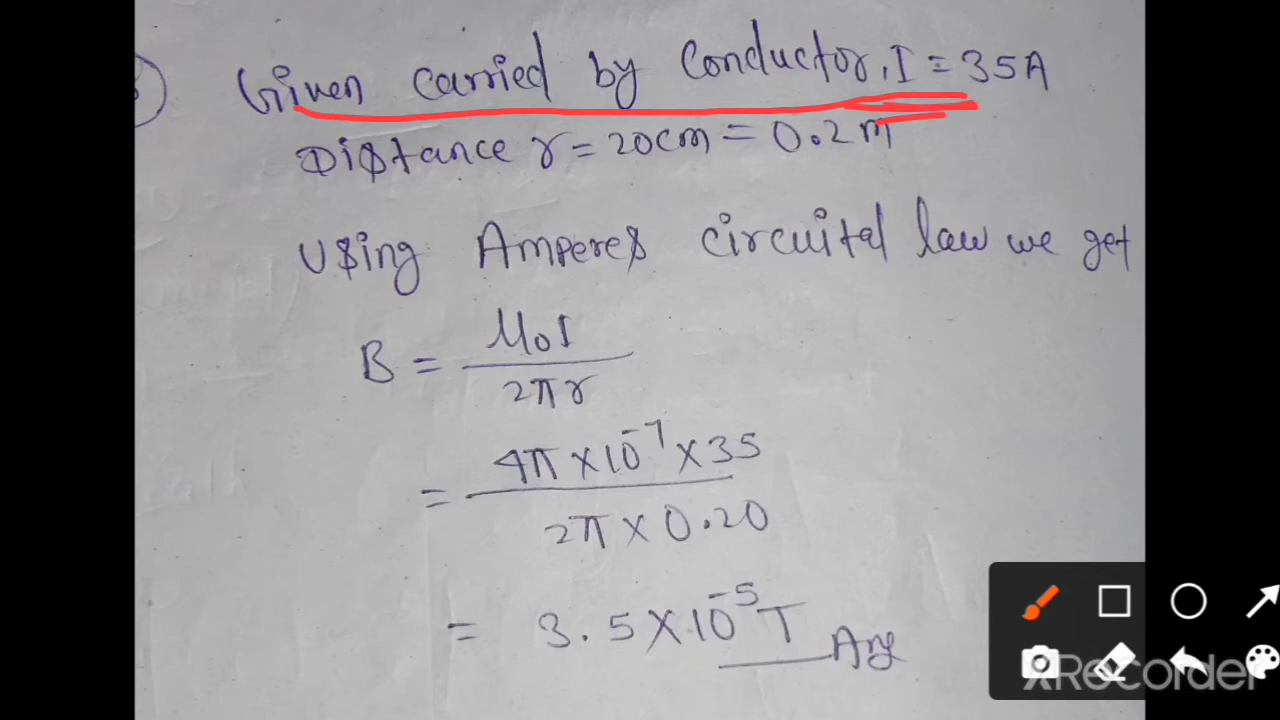 Given carried by Conductor, I = 35A
Distance r = 20cm = 0.2m
Using Amperes circuital law we get
B = μ₀I / 2πr
= 4π × 10⁻⁷ × 35 / 2π × 0.20
= 3.5 × 10⁻⁵ T Ans
XRecorder